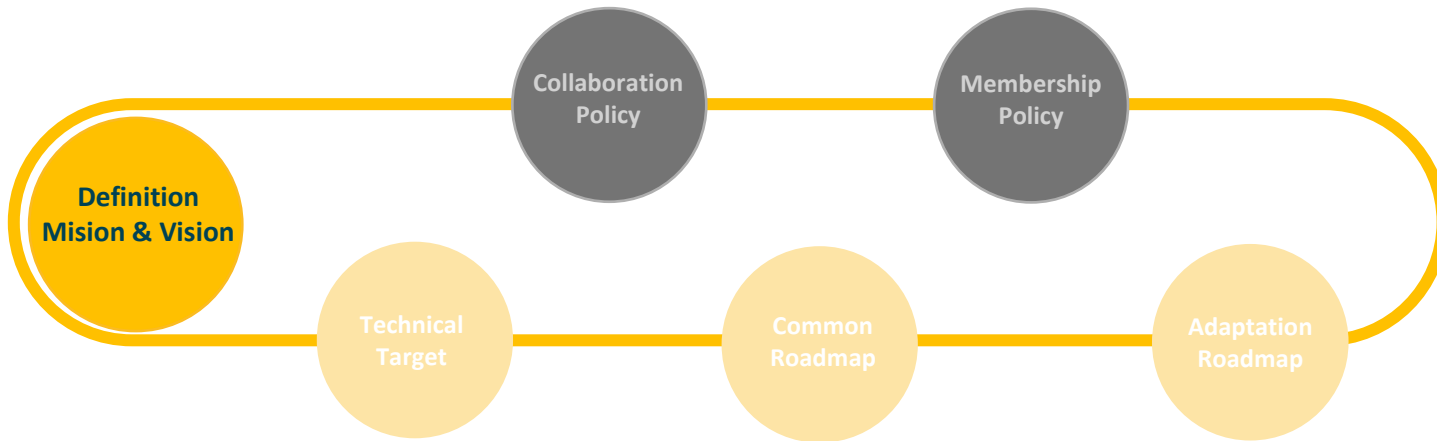 Collaboration
Policy
Membership
Policy
Definition
Mision & Vision
Technical
Target
Common
Roadmap
Adaptation
Roadmap